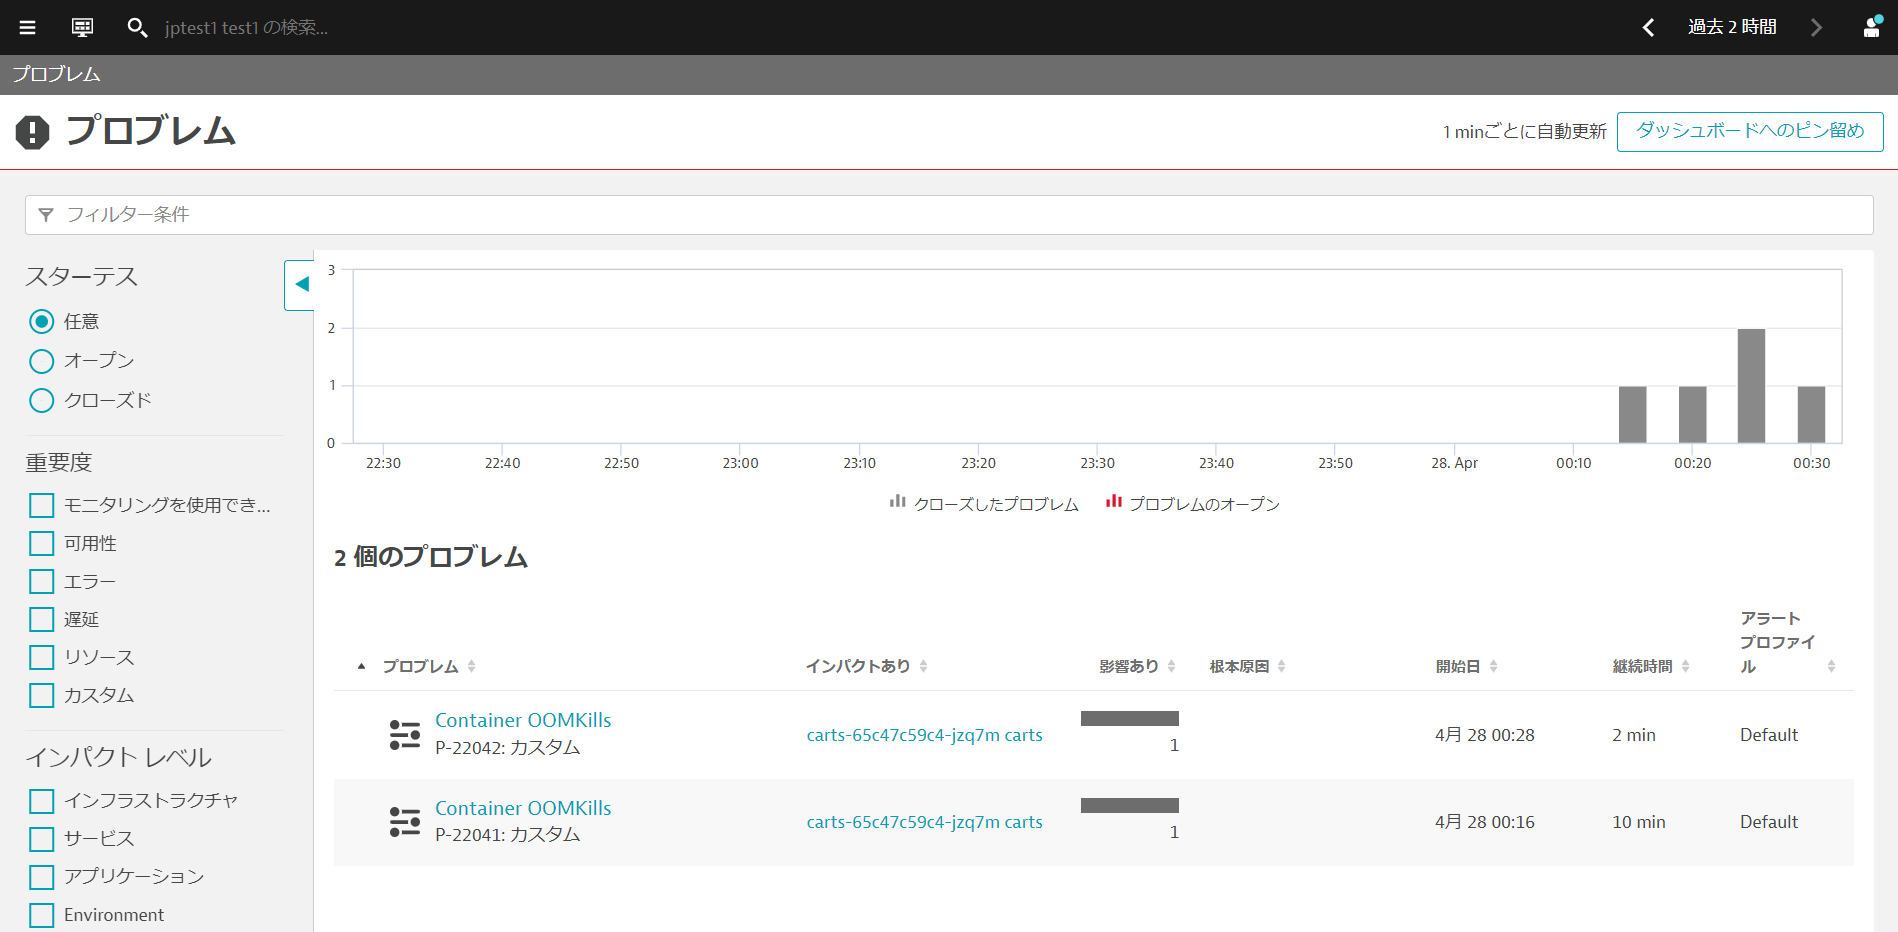 jptest1 test1 の検索...
過去 2 時間
プロブレム
プロブレム
1 minごとに自動更新
ダッシュボードへのピン留め
フィルター条件
スターテス
任意
オープン
クローズド
重要度
モニタリングを使用でき...
可用性
エラー
遅延
リソース
カスタム
インパクト レベル
インフラストラクチャ
サービス
アプリケーション
Environment
3
2
1
0
22:30 22:40 22:50 23:00 23:10 23:20 23:30 23:40 23:50 28. Apr 00:10 00:20 00:30
クローズしたプロブレム プロブレムのオープン
2 個のプロブレム
プロブレム インパクトあり 影響あり 根本原因 開始日 継続時間 アラート
プロファイ
ル
Container OOMKills
P-22042: カスタム
carts-65c47c59c4-jzq7m carts
1
4月 28 00:28
2 min
Default
Container OOMKills
P-22041: カスタム
carts-65c47c59c4-jzq7m carts
1
4月 28 00:16
10 min
Default